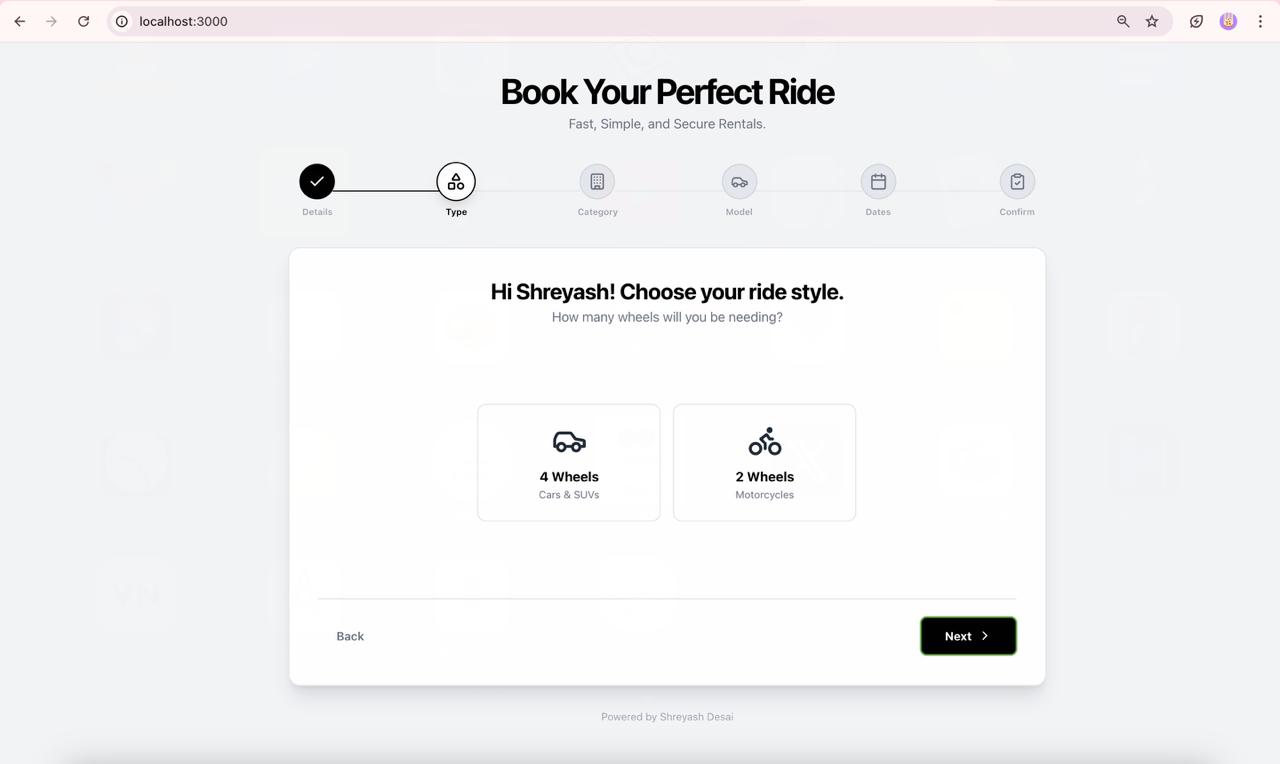 localhost:3000
Book Your Perfect Ride
Fast, Simple, and Secure Rentals.
Details
Type
Category
Model
Dates
Confirm
Hi Shreyash! Choose your ride style.
How many wheels will you be needing?
4 Wheels
Cars & SUVs
2 Wheels
Motorcycles
Back
Next
Powered by Shreyash Desai